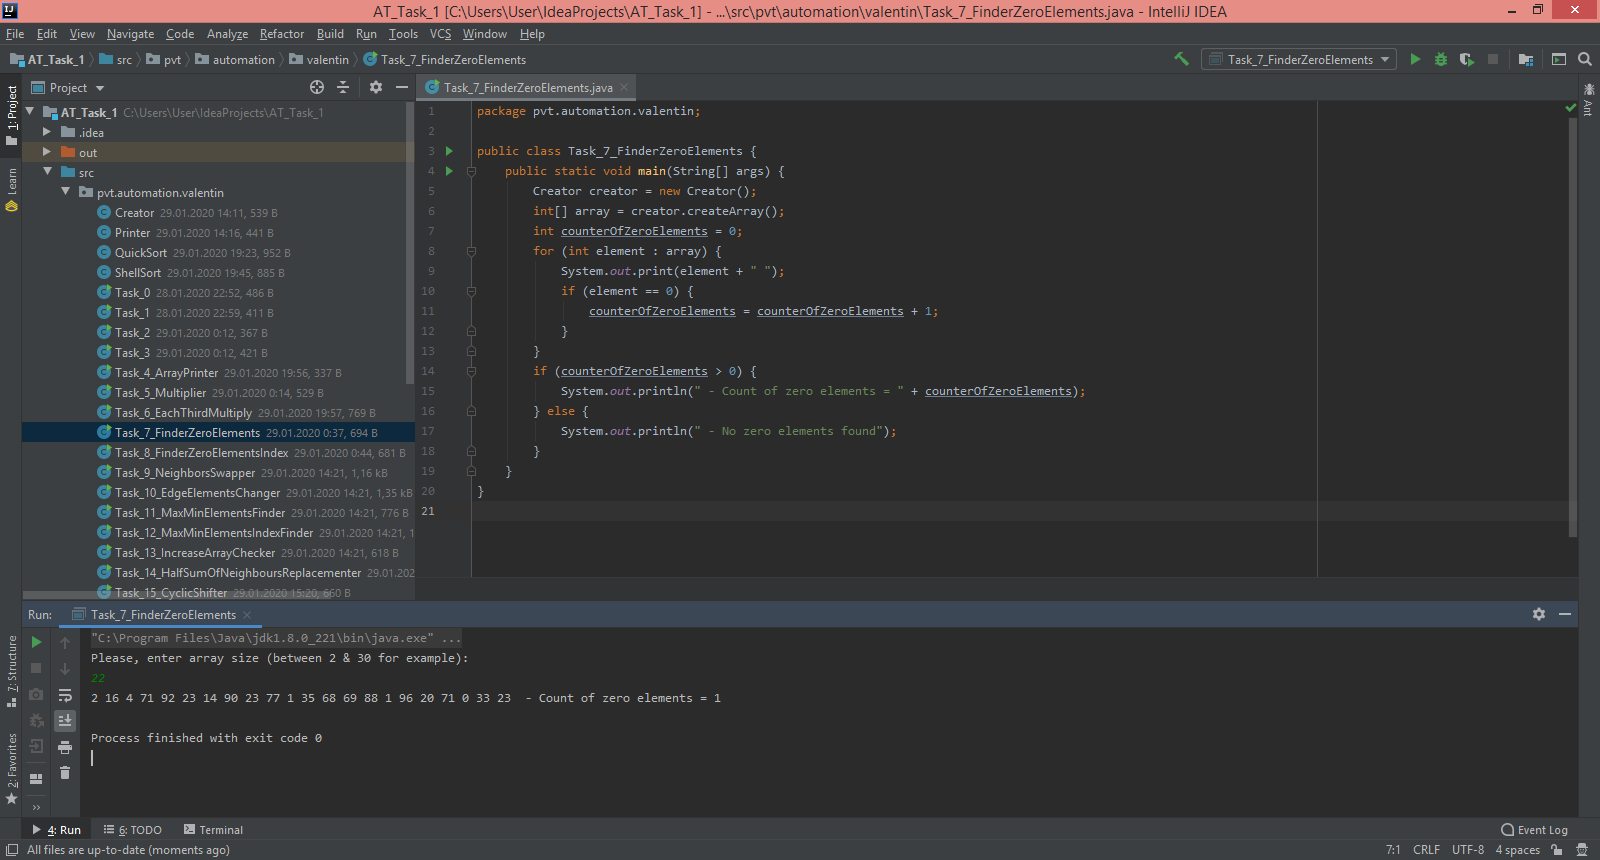 AT_Task_1 [C:\Users\User\IdeaProjects\AT_Task_1] - ...\src\pvt\automation\valentin\Task_7_FinderZeroElements.java - IntelliJ IDEA
File Edit View Navigate Code Analyze Refactor Build Run Tools VCS Window Help
AT_Task_1 src pvt automation valentin Task_7_FinderZeroElements
Task_7_FinderZeroElements
1: Project
Learn
7: Structure
2: Favorites
Project
AT_Task_1 C:\Users\User\IdeaProjects\AT_Task_1
.idea
out
src
pvt.automation.valentin
Creator 29.01.2020 14:11, 539 B
Printer 29.01.2020 14:16, 441 B
QuickSort 29.01.2020 19:23, 952 B
ShellSort 29.01.2020 19:45, 885 B
Task_0 28.01.2020 22:52, 486 B
Task_1 28.01.2020 22:59, 411 B
Task_2 29.01.2020 0:12, 367 B
Task_3 29.01.2020 0:12, 421 B
Task_4_ArrayPrinter 29.01.2020 19:56, 337 B
Task_5_Multiplier 29.01.2020 0:14, 529 B
Task_6_EachThirdMultiply 29.01.2020 19:57, 769 B
Task_7_FinderZeroElements 29.01.2020 0:37, 694 B
Task_8_FinderZeroElementsIndex 29.01.2020 0:44, 681 B
Task_9_NeighborsSwapper 29.01.2020 14:21, 1,16 kB
Task_10_EdgeElementsChanger 29.01.2020 14:21, 1,35 kB
Task_11_MaxMinElementsFinder 29.01.2020 14:21, 776 B
Task_12_MaxMinElementsIndexFinder 29.01.2020 14:21, 1
Task_13_IncreaseArrayChecker 29.01.2020 14:21, 618 B
Task_14_HalfSumOfNeighboursReplacementer 29.01.202
Task_15_CyclicShifter 29.01.2020 15:20, 660 B
Task_7_FinderZeroElements.java
1 package pvt.automation.valentin;
2
3 public class Task_7_FinderZeroElements {
4 public static void main(String[] args) {
5 Creator creator = new Creator();
6 int[] array = creator.createArray();
7 int counterOfZeroElements = 0;
8 for (int element : array) {
9 System.out.print(element + " ");
10 if (element == 0) {
11 counterOfZeroElements = counterOfZeroElements + 1;
12 }
13 }
14 if (counterOfZeroElements > 0) {
15 System.out.println(" - Count of zero elements = " + counterOfZeroElements);
16 } else {
17 System.out.println(" - No zero elements found");
18 }
19 }
20 }
21
Ant
Run: Task_7_FinderZeroElements
"C:\Program Files\Java\jdk1.8.0_221\bin\java.exe" ...
Please, enter array size (between 2 & 30 for example):
22
2 16 4 71 92 23 14 90 23 77 1 35 68 69 88 1 96 20 71 0 33 23  - Count of zero elements = 1
Process finished with exit code 0
4: Run 6: TODO Terminal Event Log
All files are up-to-date (moments ago) 7:1 CRLF UTF-8 4 spaces